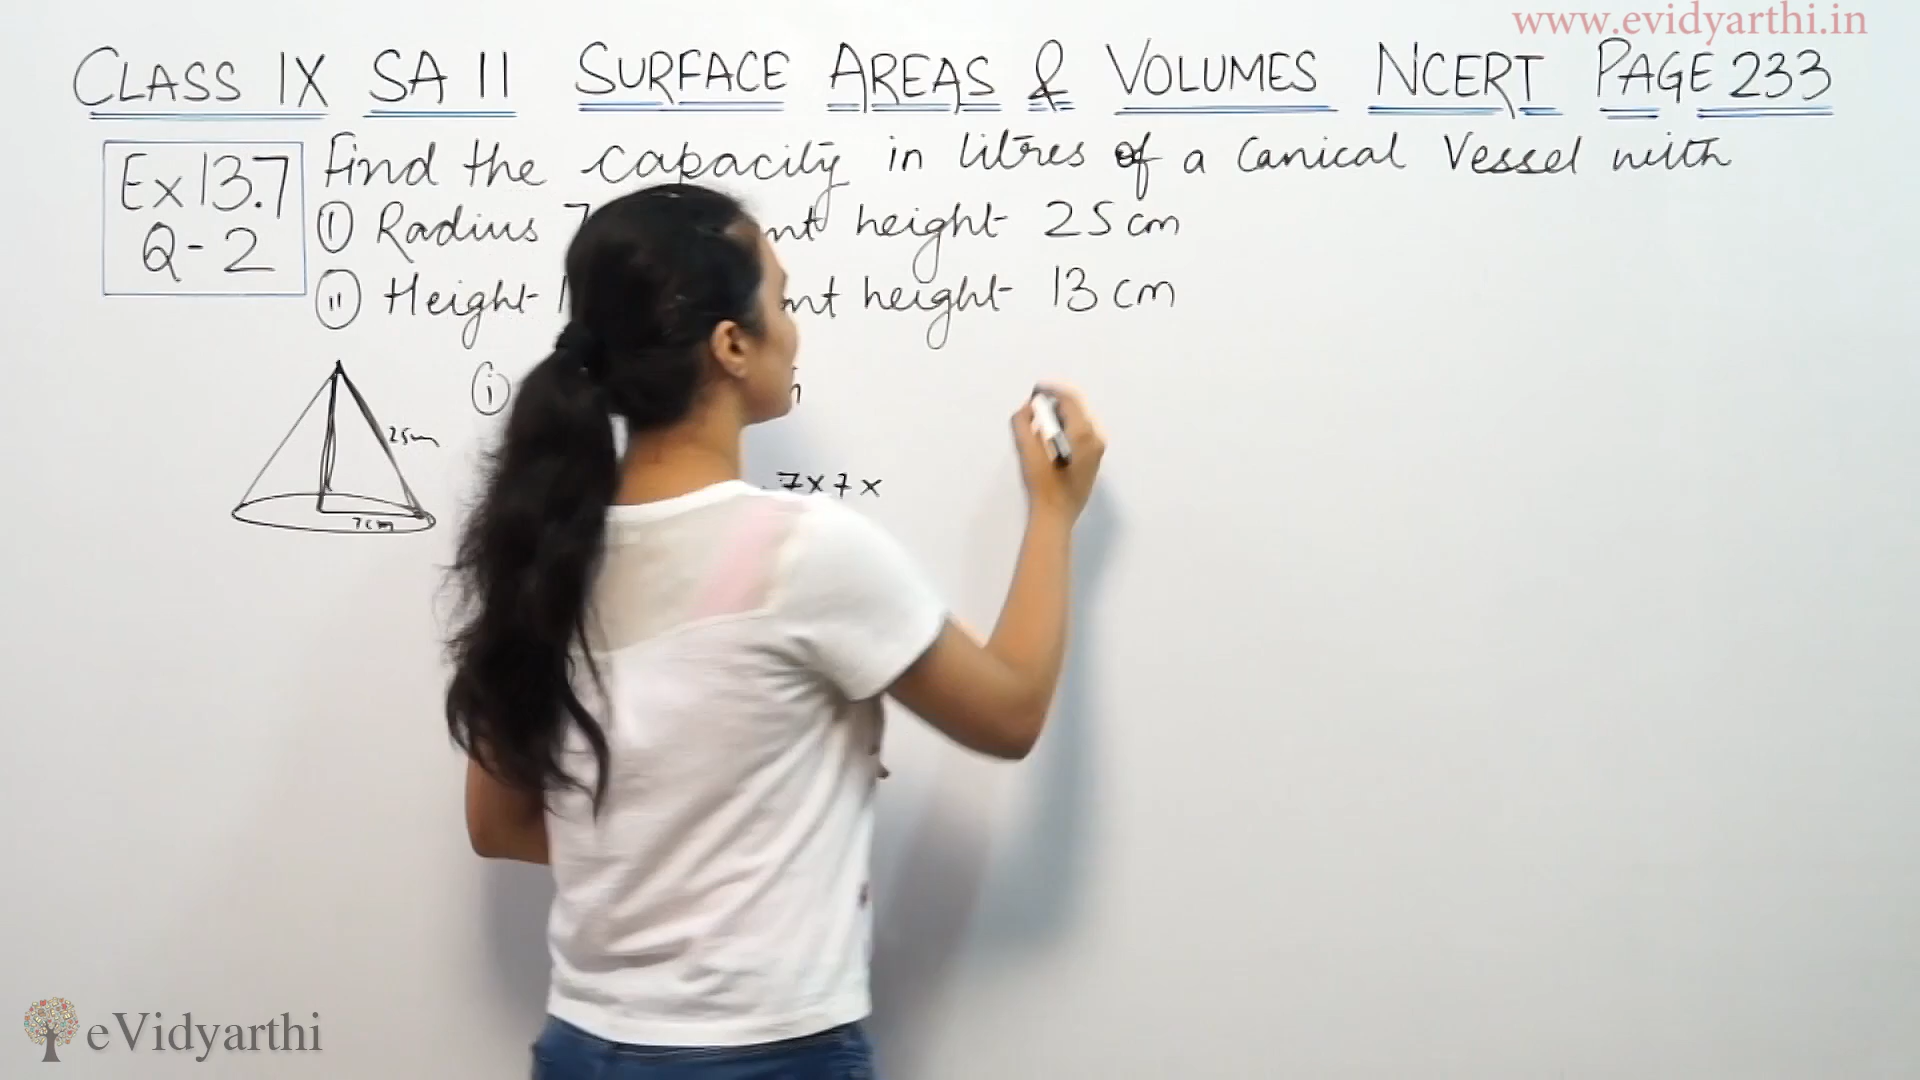 www.evidyarthi.in
CLASS IX SA II SURFACE AREAS & VOLUMES NCERT PAGE 233
Ex 13.7
Q-2
Find the capacity in litres of a Canical Vessel with
(i) Radius 7 height 25 cm
(ii) Height height 13 cm
(i)
25cm
7cm
7x7x
eVidyarthi